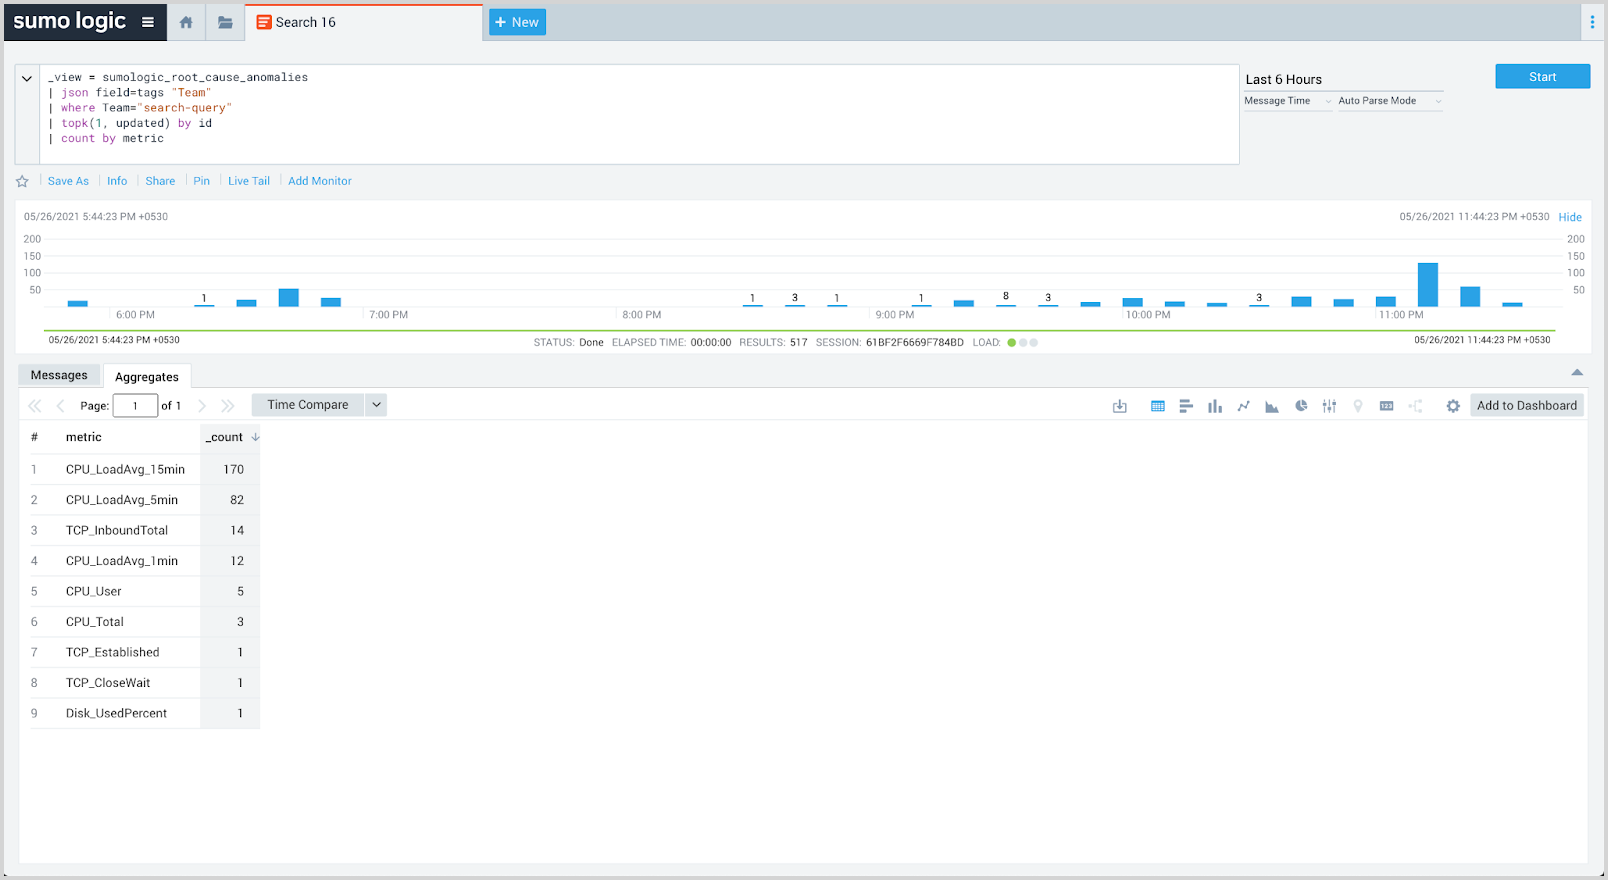 sumo logic
Search 16
+ New
_view = sumologic_root_cause_anomalies
| json field=tags "Team"
| where Team="search-query"
| topk(1, updated) by id
| count by metric
Last 6 Hours
Start
Message Time
Auto Parse Mode
Save As
Info
Share
Pin
Live Tail
Add Monitor
05/26/2021 5:44:23 PM +0530
05/26/2021 11:44:23 PM +0530
Hide
200
200
150
150
100
100
50
50
1
1
3
1
1
8
3
3
6:00 PM
7:00 PM
8:00 PM
9:00 PM
10:00 PM
11:00 PM
05/26/2021 5:44:23 PM +0530
STATUS: Done ELAPSED TIME: 00:00:00 RESULTS: 517 SESSION: 61BF2F6669F784BD LOAD:
05/26/2021 11:44:23 PM +0530
Messages
Aggregates
Page: 1 of 1
Time Compare
123
Add to Dashboard
# metric _count
1 CPU_LoadAvg_15min 170
2 CPU_LoadAvg_5min 82
3 TCP_InboundTotal 14
4 CPU_LoadAvg_1min 12
5 CPU_User 5
6 CPU_Total 3
7 TCP_Established 1
8 TCP_CloseWait 1
9 Disk_UsedPercent 1